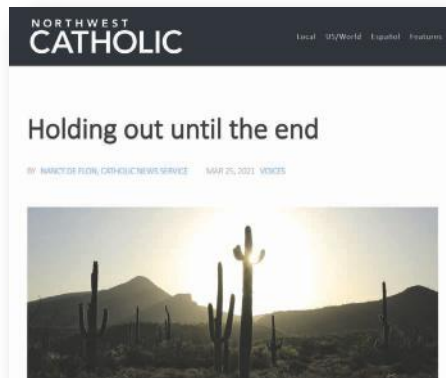 NORTHWEST
CATHOLIC
Local US/World Español Features
Holding out until the end
BY NANCY DE FLON, CATHOLIC NEWS SERVICE MAR 25, 2021 VOICES